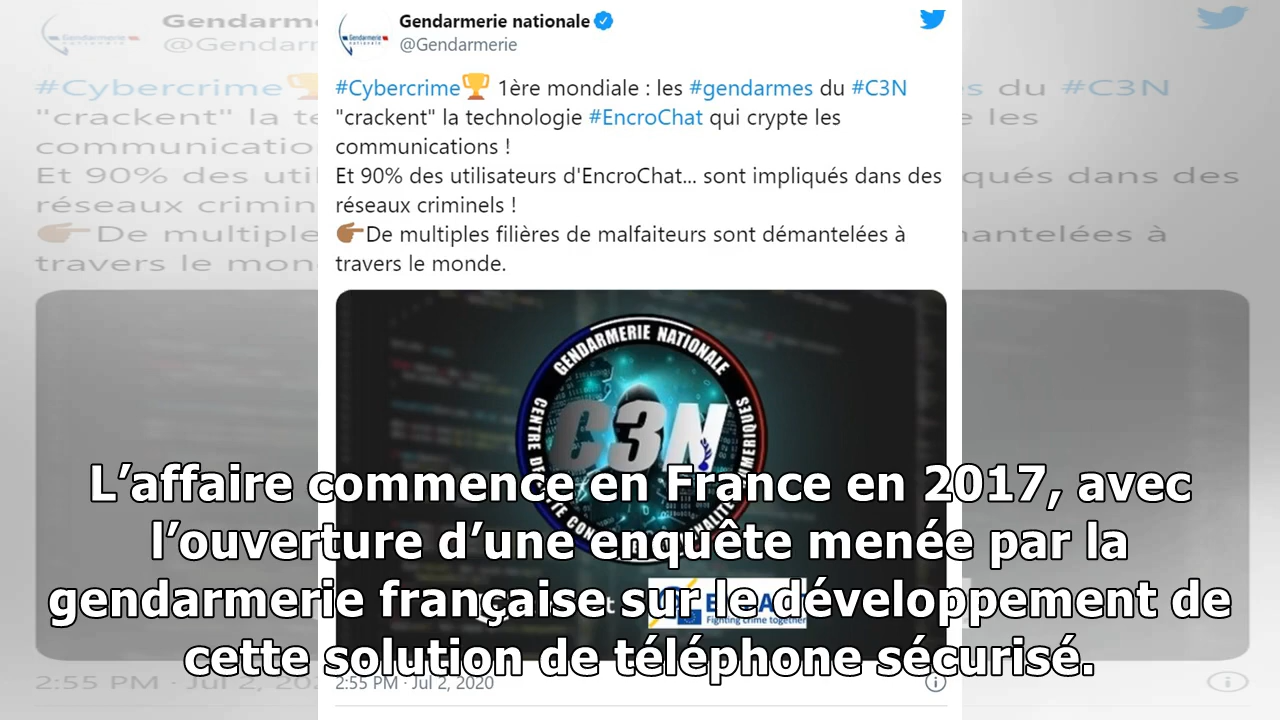 Gendarmerie nationale
@Gendarmerie
#Cybercrime🏆 1ère mondiale : les #gendarmes du #C3N
"crackent" la technologie #EncroChat qui crypte les
communications !
Et 90% des utilisateurs d'EncroChat... sont impliqués dans des
réseaux criminels !
👉🏽De multiples filières de malfaiteurs sont démantelées à
travers le monde.
GENDARMERIE NATIONALE
C3N
L’affaire commence en France en 2017, avec
l’ouverture d’une enquête menée par la
gendarmerie française sur le développement de
cette solution de téléphone sécurisé.
Fighting crime together
2:55 PM · Jul 2, 2020